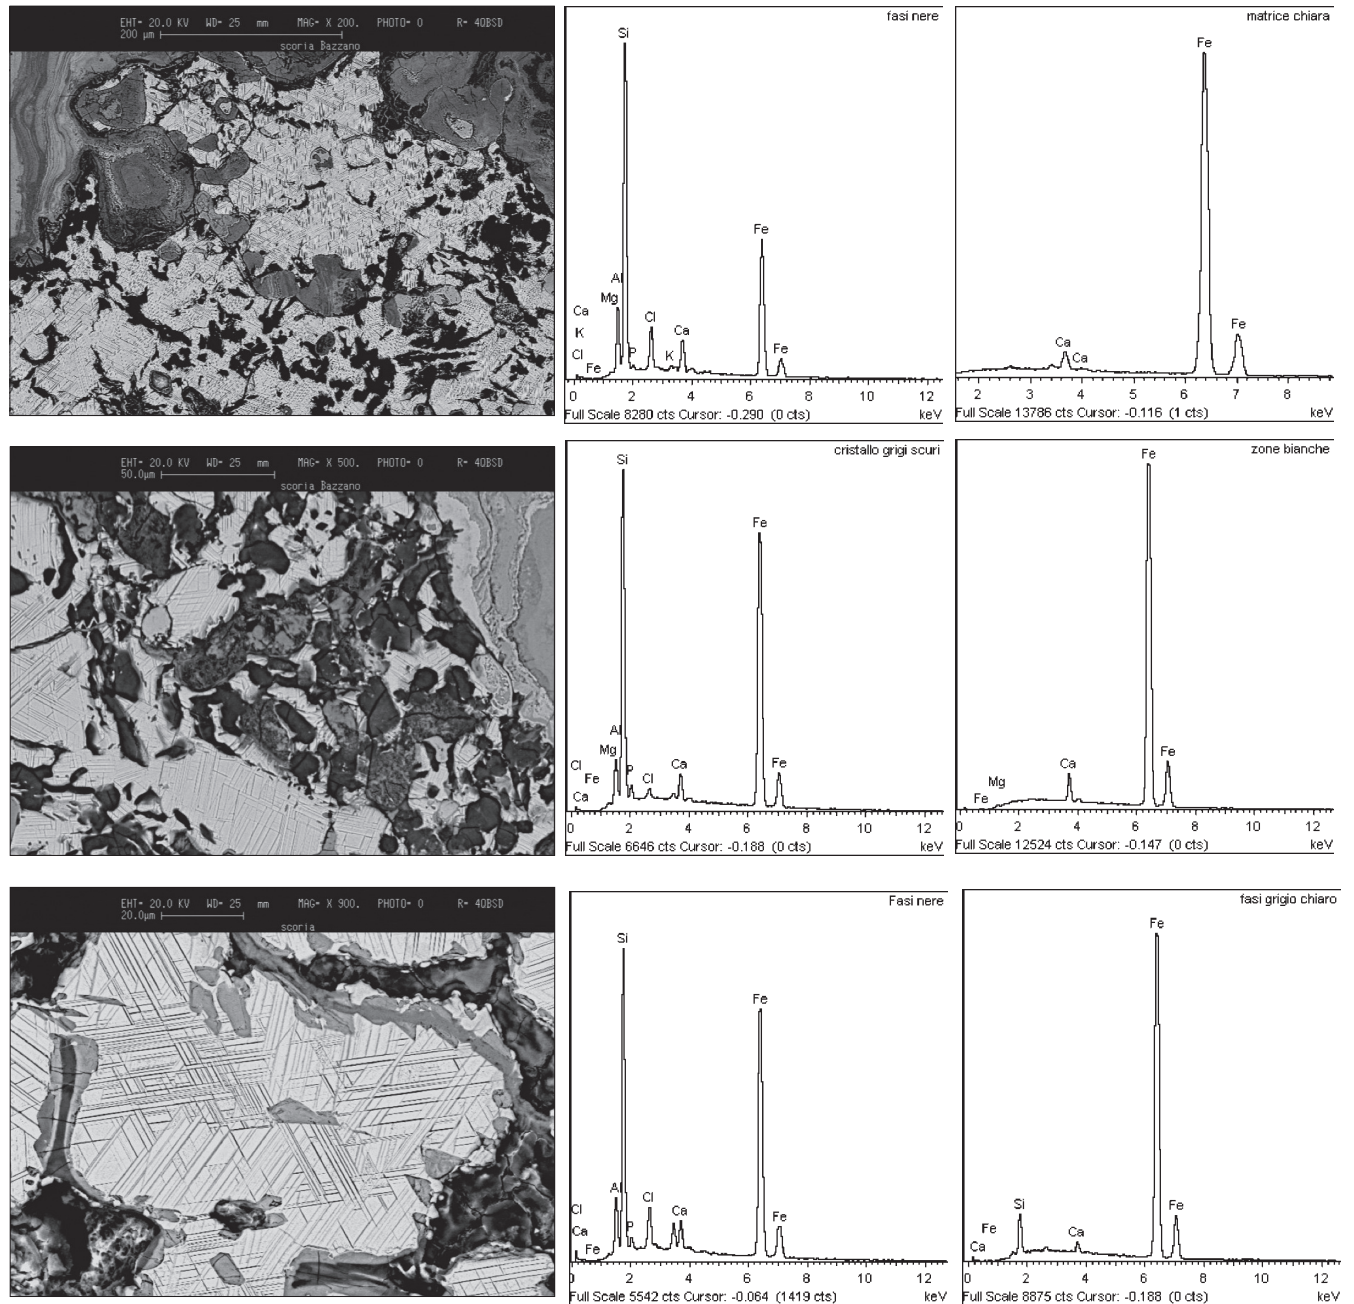 EHT= 20.0 KV WD= 25 mm MAG= X 200. PHOTO= 0 R= 4QBSD
200 µm
scoria Bazzano
fasi nere
Si
Fe
Al
Mg
Ca
Cl
Ca
K
P
K
Fe
Cl
Fe
0 2 4 6 8 10 12
Full Scale 8280 cts Cursor: -0.290 (0 cts) keV
matrice chiara
Fe
Fe
Ca
Ca
2 3 4 5 6 7 8
Full Scale 13786 cts Cursor: -0.116 (1 cts) keV
EHT= 20.0 KV WD= 25 mm MAG= X 500. PHOTO= 0 R= 4QBSD
50.0µm
scoria Bazzano
cristallo grigi scuri
Si
Fe
Al
Mg
Cl
P
Ca
Fe
Cl
Fe
Ca
0 2 4 6 8 10 12
Full Scale 6646 cts Cursor: -0.188 (0 cts) keV
zone bianche
Fe
Fe
Ca
Mg
Fe
0 2 4 6 8 10 12
Full Scale 12524 cts Cursor: -0.147 (0 cts) keV
EHT= 20.0 KV WD= 25 mm MAG= X 900. PHOTO= 0 R= 4QBSD
20.0µm
scoria
Fasi nere
Si
Fe
Al
Cl
Cl
Ca
Fe
Ca
P
Fe
0 2 4 6 8 10 12
Full Scale 5542 cts Cursor: -0.064 (1419 cts) keV
fasi grigio chiaro
Fe
Si
Fe
Fe
Ca
Ca
0 2 4 6 8 10 12
Full Scale 8875 cts Cursor: -0.188 (0 cts) keV